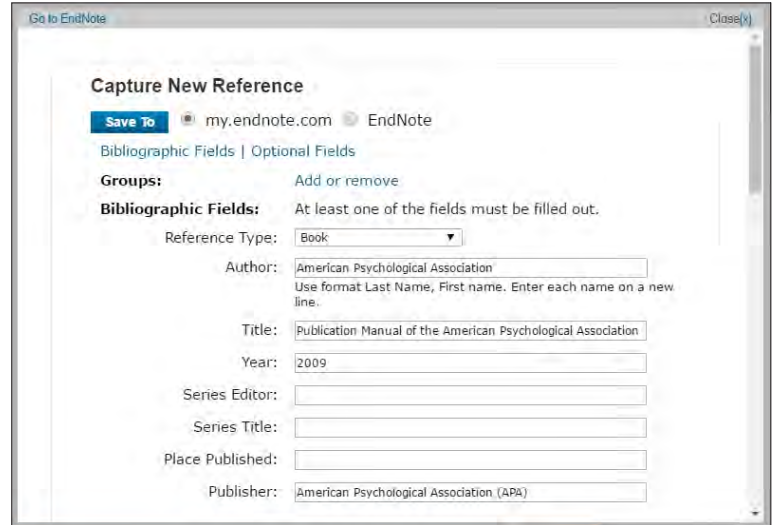 Go to EndNote Close(x)
Capture New Reference
Save To my.endnote.com EndNote
Bibliographic Fields | Optional Fields
Groups: Add or remove
Bibliographic Fields: At least one of the fields must be filled out.
Reference Type: Book
Author: American Psychological Association
Use format Last Name, First name. Enter each name on a new
line.
Title: Publication Manual of the American Psychological Association
Year: 2009
Series Editor:
Series Title:
Place Published:
Publisher: American Psychological Association (APA)